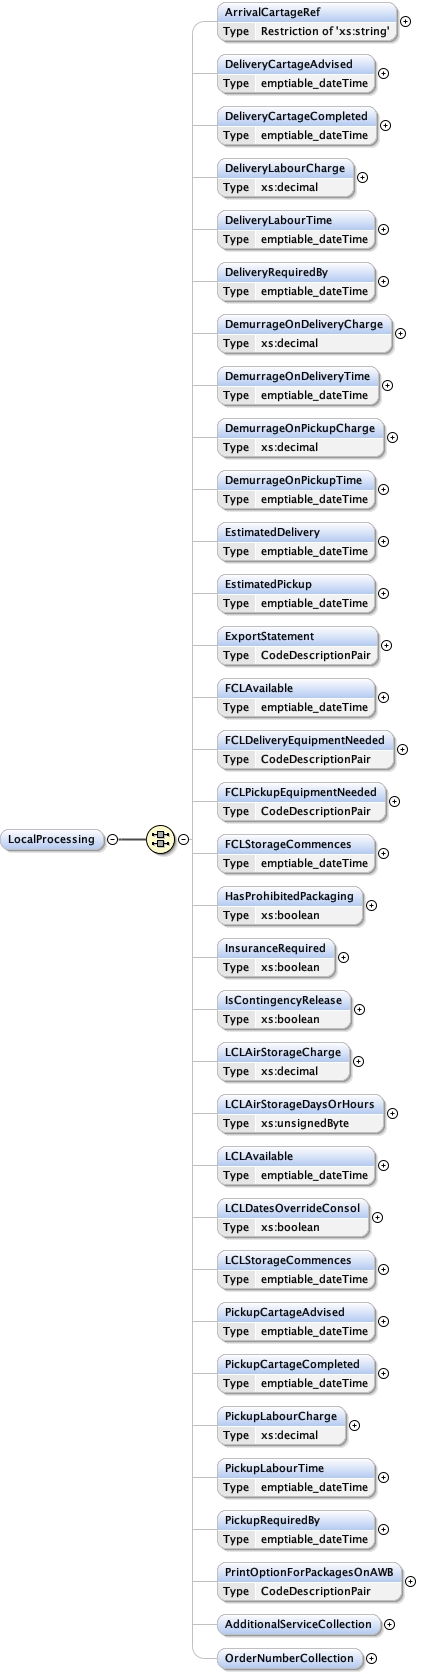 ArrivalCartageRef
Type Restriction of 'xs:string'
DeliveryCartageAdvised
Type emptiable_dateTime
DeliveryCartageCompleted
Type emptiable_dateTime
DeliveryLabourCharge
Type xs:decimal
DeliveryLabourTime
Type emptiable_dateTime
DeliveryRequiredBy
Type emptiable_dateTime
DemurrageOnDeliveryCharge
Type xs:decimal
DemurrageOnDeliveryTime
Type emptiable_dateTime
DemurrageOnPickupCharge
Type xs:decimal
DemurrageOnPickupTime
Type emptiable_dateTime
EstimatedDelivery
Type emptiable_dateTime
EstimatedPickup
Type emptiable_dateTime
ExportStatement
Type CodeDescriptionPair
FCLAvailable
Type emptiable_dateTime
FCLDeliveryEquipmentNeeded
Type CodeDescriptionPair
FCLPickupEquipmentNeeded
Type CodeDescriptionPair
LocalProcessing
FCLStorageCommences
Type emptiable_dateTime
HasProhibitedPackaging
Type xs:boolean
InsuranceRequired
Type xs:boolean
IsContingencyRelease
Type xs:boolean
LCLAirStorageCharge
Type xs:decimal
LCLAirStorageDaysOrHours
Type xs:unsignedByte
LCLAvailable
Type emptiable_dateTime
LCLDatesOverrideConsol
Type xs:boolean
LCLStorageCommences
Type emptiable_dateTime
PickupCartageAdvised
Type emptiable_dateTime
PickupCartageCompleted
Type emptiable_dateTime
PickupLabourCharge
Type xs:decimal
PickupLabourTime
Type emptiable_dateTime
PickupRequiredBy
Type emptiable_dateTime
PrintOptionForPackagesOnAWB
Type CodeDescriptionPair
AdditionalServiceCollection
OrderNumberCollection